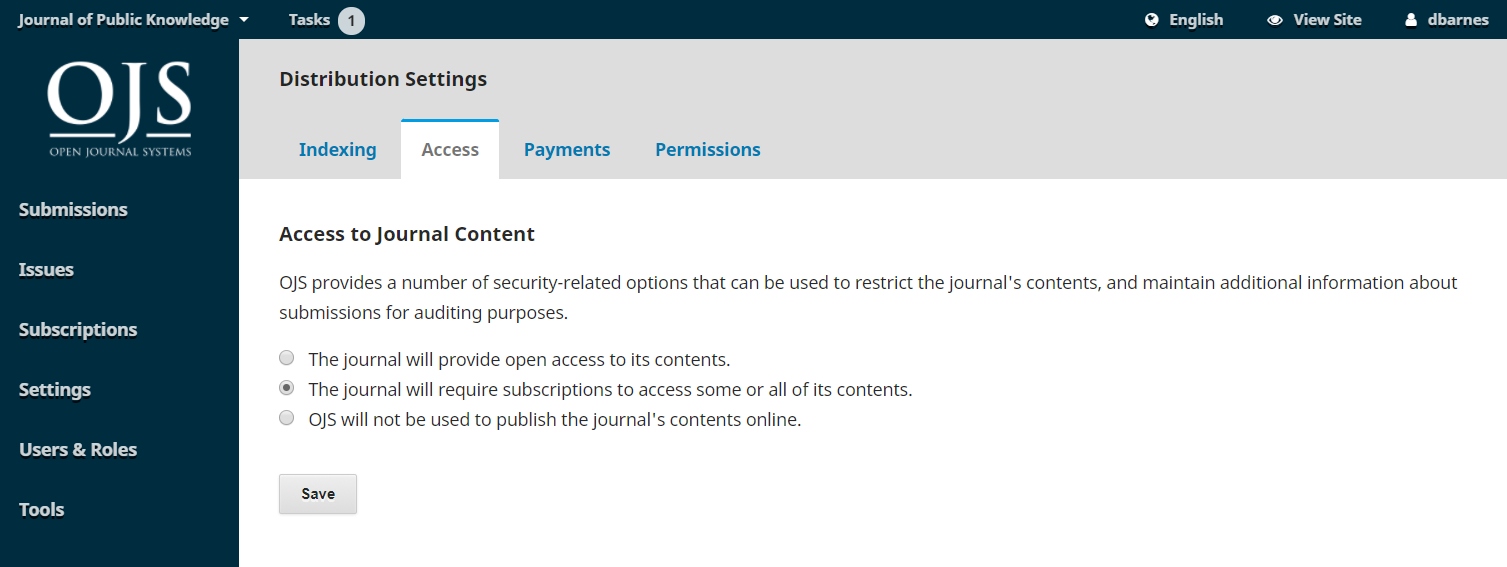 Journal of Public Knowledge
Tasks 1
English
View Site
dbarnes
OJS
OPEN JOURNAL SYSTEMS
Submissions
Issues
Subscriptions
Settings
Users & Roles
Tools
Distribution Settings
Indexing
Access
Payments
Permissions
Access to Journal Content
OJS provides a number of security-related options that can be used to restrict the journal's contents, and maintain additional information about
submissions for auditing purposes.
The journal will provide open access to its contents.
The journal will require subscriptions to access some or all of its contents.
OJS will not be used to publish the journal's contents online.
Save